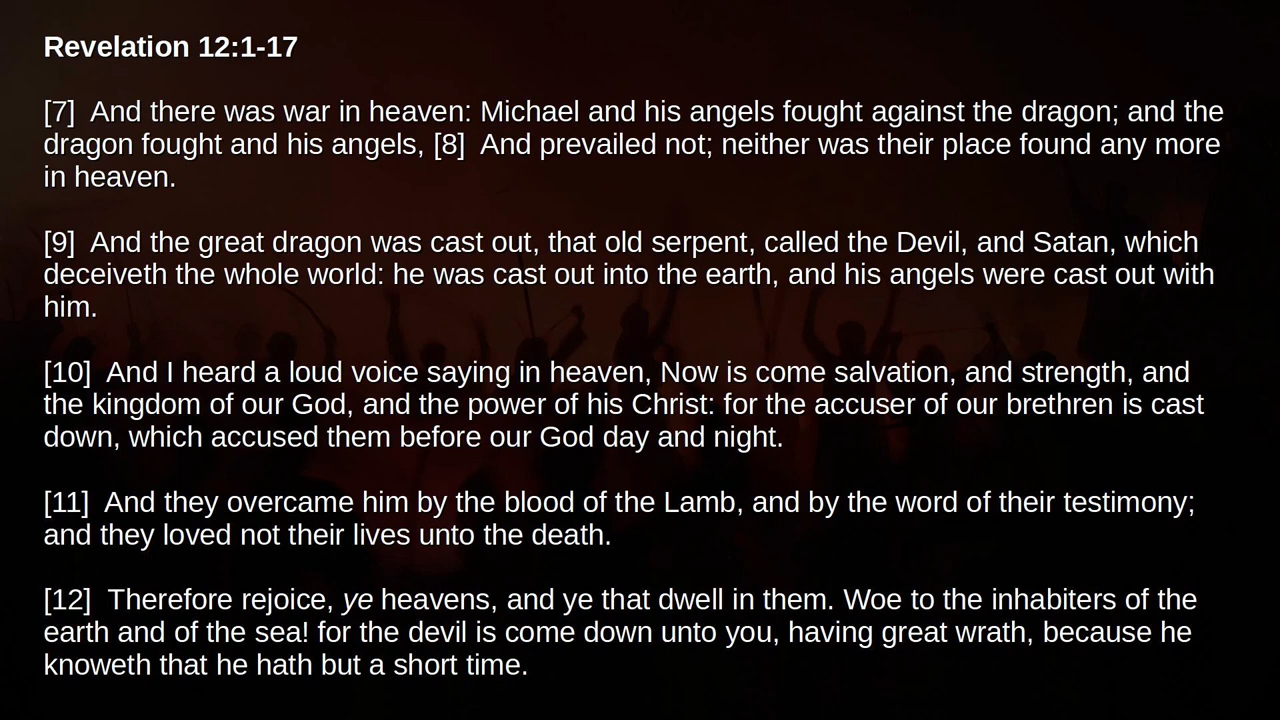 Revelation 12:1-17
[7]  And there was war in heaven: Michael and his angels fought against the dragon; and the
dragon fought and his angels, [8]  And prevailed not; neither was their place found any more
in heaven.
[9]  And the great dragon was cast out, that old serpent, called the Devil, and Satan, which
deceiveth the whole world: he was cast out into the earth, and his angels were cast out with
him.
[10]  And I heard a loud voice saying in heaven, Now is come salvation, and strength, and
the kingdom of our God, and the power of his Christ: for the accuser of our brethren is cast
down, which accused them before our God day and night.
[11]  And they overcame him by the blood of the Lamb, and by the word of their testimony;
and they loved not their lives unto the death.
[12]  Therefore rejoice, ye heavens, and ye that dwell in them. Woe to the inhabiters of the
earth and of the sea! for the devil is come down unto you, having great wrath, because he
knoweth that he hath but a short time.